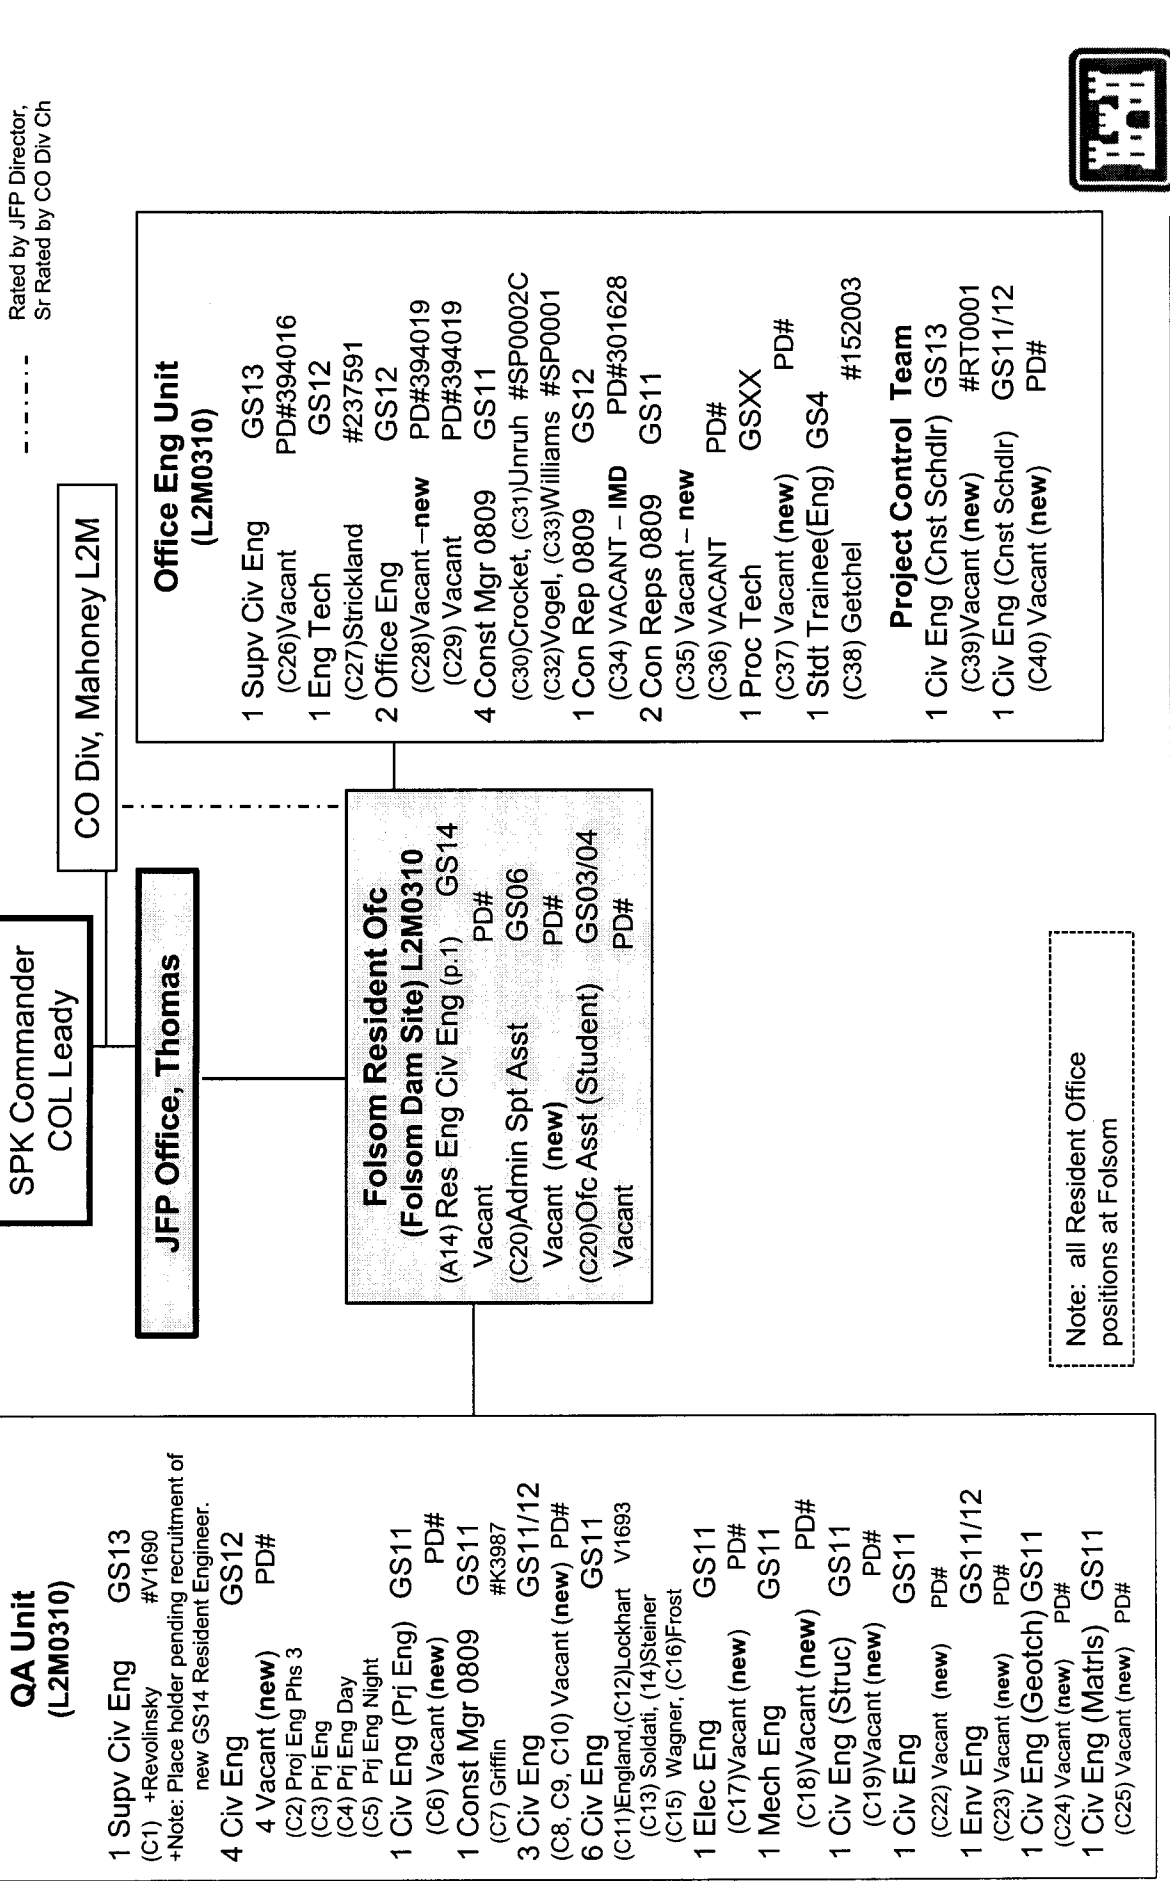 Rated by JFP Director,
Sr Rated by CO Div Ch
SPK Commander
COL Leady
CO Div, Mahoney L2M
JFP Office, Thomas
QA Unit
(L2M0310)
1 Supv Civ Eng GS13
(C1) +Revolinsky #V1690
+Note: Place holder pending recruitment of
new GS14 Resident Engineer.
4 Civ Eng GS12
4 Vacant (new) PD#
(C2) Proj Eng Phs 3
(C3) Prj Eng
(C4) Prj Eng Day
(C5) Prj Eng Night
1 Civ Eng (Prj Eng) GS11
(C6) Vacant (new) PD#
1 Const Mgr 0809 GS11
(C7) Griffin #K3987
3 Civ Eng GS11/12
(C8, C9, C10) Vacant (new) PD#
6 Civ Eng GS11
(C11)England,(C12)Lockhart V1693
(C13) Soldati, (14)Steiner
(C15) Wagner, (C16)Frost
1 Elec Eng GS11
(C17)Vacant (new) PD#
1 Mech Eng GS11
(C18)Vacant (new) PD#
1 Civ Eng (Struc) GS11
(C19)Vacant (new) PD#
1 Civ Eng GS11
(C22) Vacant (new) PD#
1 Env Eng GS11/12
(C23) Vacant (new) PD#
1 Civ Eng (Geotch) GS11
(C24) Vacant (new) PD#
1 Civ Eng (Matrls) GS11
(C25) Vacant (new) PD#
Folsom Resident Ofc
(Folsom Dam Site) L2M0310
(A14) Res Eng Civ Eng (p.1) GS14
Vacant PD#
(C20)Admin Spt Asst GS06
Vacant (new) PD#
(C20)Ofc Asst (Student) GS03/04
Vacant PD#
Note: all Resident Office
positions at Folsom
Office Eng Unit
(L2M0310)
1 Supv Civ Eng GS13
(C26)Vacant PD#394016
1 Eng Tech GS12
(C27)Strickland #237591
2 Office Eng GS12
(C28)Vacant –new PD#394019
(C29) Vacant PD#394019
4 Const Mgr 0809 GS11
(C30)Crocket, (C31)Unruh #SP0002C
(C32)Vogel, (C33)Williams #SP0001
1 Con Rep 0809 GS12
(C34) VACANT – IMD PD#301628
2 Con Reps 0809 GS11
(C35) Vacant – new
(C36) VACANT PD#
1 Proc Tech GSXX
(C37) Vacant (new) PD#
1 Stdt Trainee(Eng) GS4
(C38) Getchel #152003
Project Control Team
1 Civ Eng (Cnst Schdlr) GS13
(C39)Vacant (new) #RT0001
1 Civ Eng (Cnst Schdlr) GS11/12
(C40) Vacant (new) PD#